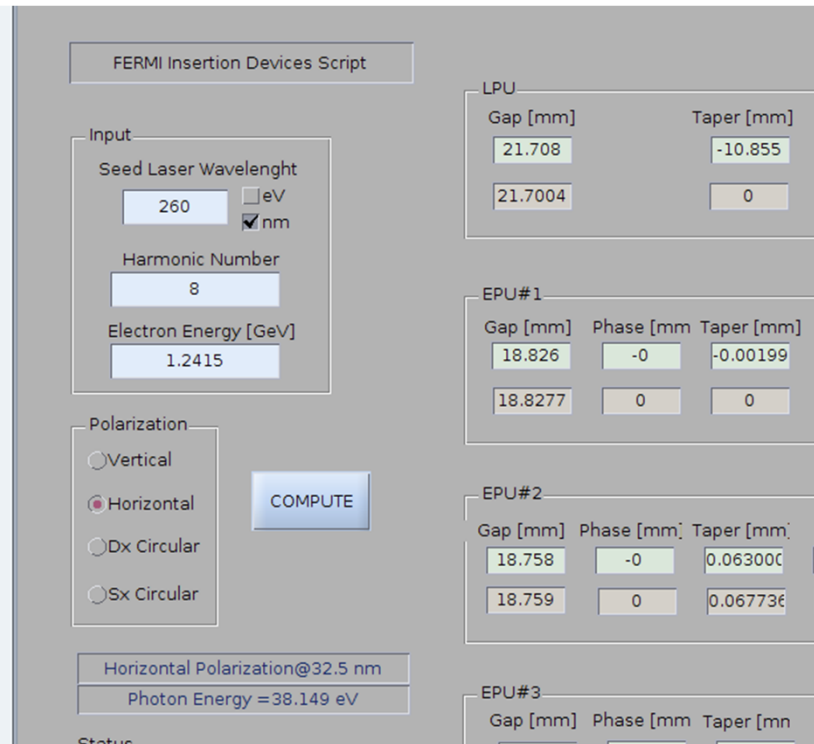 FERMI Insertion Devices Script
Input
Seed Laser Wavelenght
260
eV
nm
Harmonic Number
8
Electron Energy [GeV]
1.2415
Polarization
Vertical
Horizontal
Dx Circular
Sx Circular
COMPUTE
Horizontal Polarization@32.5 nm
Photon Energy =38.149 eV
Status
LPU
Gap [mm] Taper [mm]
21.708 -10.855
21.7004 0
EPU#1
Gap [mm] Phase [mm Taper [mm]
18.826 -0 -0.00199
18.8277 0 0
EPU#2
Gap [mm] Phase [mm] Taper [mm]
18.758 -0 0.063000
18.759 0 0.067736
EPU#3
Gap [mm] Phase [mm Taper [mm